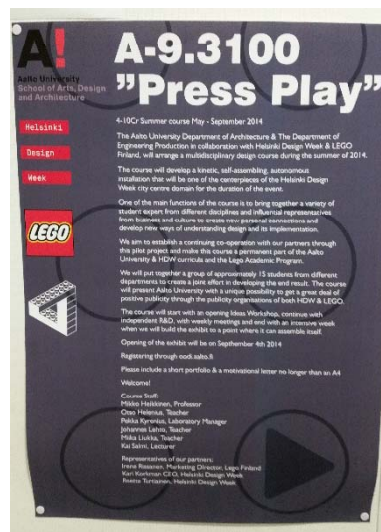 A!
Aalto University
School of Arts, Design
and Architecture
Helsinki
Design
Week
LEGO
A-9.3100
"Press Play"
4-10Cr Summer course May - September 2014
The Aalto University Department of Architecture & The Department of
Engineering Production in collaboration with Helsinki Design Week & LEGO
Finland, will arrange a multidisciplinary design course during the summer of 2014.
The course will develop a kinetic, self-assembling, autonomous
installation that will be one of the centerpieces of the Helsinki Design
Week city centre domain for the duration of the event.
One of the main functions of the course is to bring together a variety of
student expert from different disciplines and influential representatives
from business and culture to create new personal connections and
develop new ways of understanding design and its implementation.
We aim to establish a continuing co-operation with our partners through
this pilot project and make this course a permanent part of the Aalto
University & HDW curricula and the Lego Academic Program.
We will put together a group of approximately 15 students from different
departments to create a joint effort in developing the end result. The course
will present Aalto University with a unique possibility to get a great deal of
positive publicity through the publicity organizations of both HDW & LEGO.
The course will start with an opening Ideas Workshop, continue with
independent R&D, with weekly meetings and end with an intensive week
when we will build the exhibit to a point where it can assemble itself.
Opening of the exhibit will be on September 4th 2014
Registering through oodi.aalto.fi
Please include a short portfolio & a motivational letter no longer than an A4
Welcome!
Course Staff:
Mikko Heikkinen, Professor
Otso Helenius, Teacher
Pekka Kyrenius, Laboratory Manager
Johannes Lehto, Teacher
Miika Liukka, Teacher
Kai Salmi, Lecturer
Representatives of our partners:
Irene Marketing Director, Lego Finland
Kari Korkman CEO, Helsinki Design Week
Helsinki Design Week